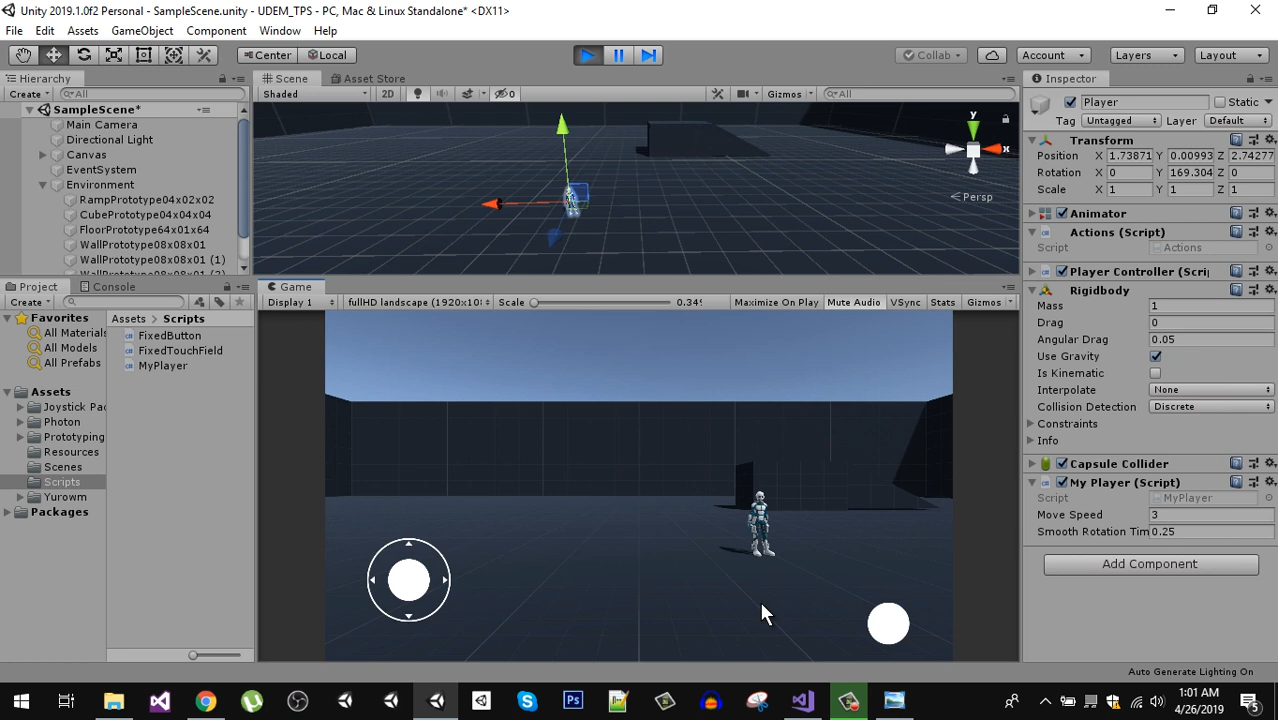 Unity 2019.1.0f2 Personal - SampleScene.unity - UDEM_TPS - PC, Mac & Linux Standalone* <DX11>
File Edit Assets GameObject Component Window Help
Center Local Collab Account Layers Layout
Hierarchy
Create All
SampleScene*
Main Camera
Directional Light
Canvas
EventSystem
Environment
RampPrototype04x02x02
CubePrototype04x04x04
FloorPrototype64x01x64
WallPrototype08x08x01
WallPrototype08x08x01 (1)
WallPrototype08x08x01 (2)
Scene Asset Store
Shaded 2D 0 Gizmos All
y
x
Persp
Project Console
Create
Favorites
All Materials
All Models
All Prefabs
Assets
Joystick Pac
Photon
Prototyping
Resources
Scenes
Scripts
Yurowm
Packages
Assets Scripts
FixedButton
FixedTouchField
MyPlayer
Game
Display 1 fullHD landscape (1920x108 Scale 0.349 Maximize On Play Mute Audio VSync Stats Gizmos
Inspector
Player Static
Tag Untagged Layer Default
Transform
Position X 1.73871 Y 0.00993 Z 2.74277
Rotation X 0 Y 169.304 Z 0
Scale X 1 Y 1 Z 1
Animator
Actions (Script)
Script Actions
Player Controller (Scrip
Rigidbody
Mass 1
Drag 0
Angular Drag 0.05
Use Gravity
Is Kinematic
Interpolate None
Collision Detection Discrete
Constraints
Info
Capsule Collider
My Player (Script)
Script MyPlayer
Move Speed 3
Smooth Rotation Tim 0.25
Add Component
Auto Generate Lighting On
1:01 AM
4/26/2019
5